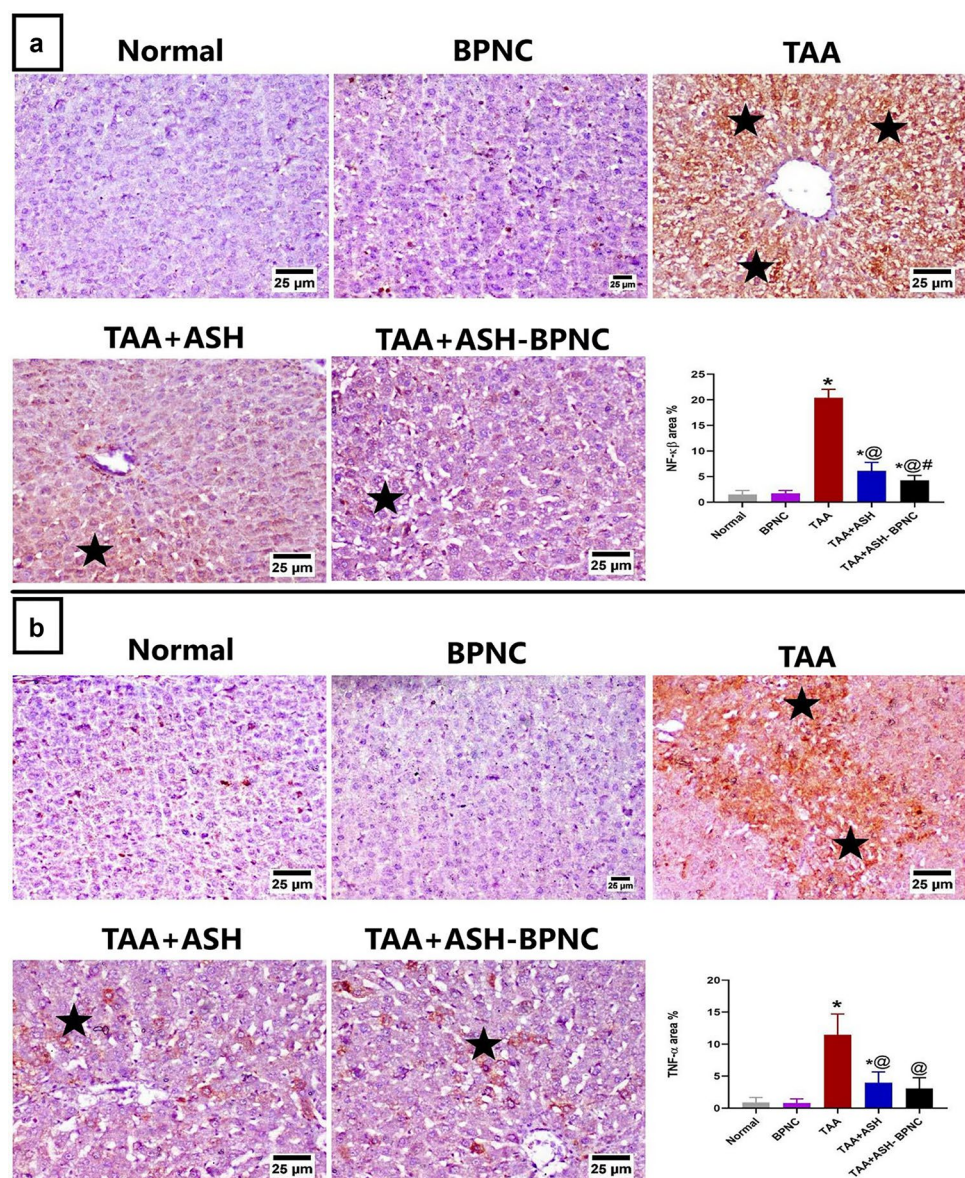 a
Normal
BPNC
TAA
25 µm
25 µm
25 µm
TAA+ASH
TAA+ASH-BPNC
25 µm
25 µm
NF-κβ area %
25
20
15
10
5
0
*
*@
*@#
Normal
BPNC
TAA
TAA+ASH
TAA+ASH- BPNC
b
Normal
BPNC
TAA
25 µm
25 µm
25 µm
TAA+ASH
TAA+ASH-BPNC
25 µm
25 µm
TNF-α area %
20
15
10
5
0
*
*@
@
Normal
BPNC
TAA
TAA+ASH
TAA+ASH- BPNC